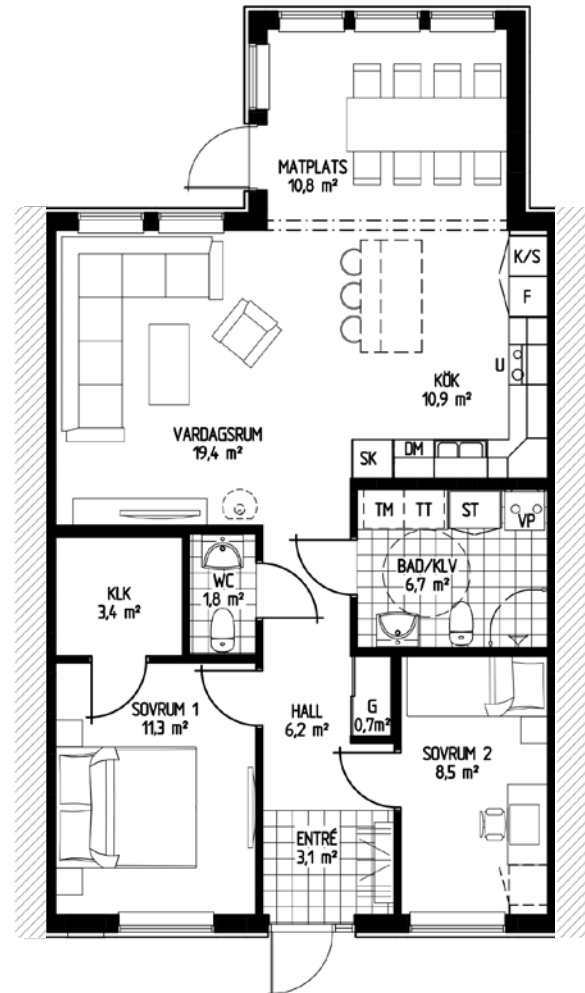 MATPLATS
10,8 m²
K/S
F
U
KÖK
10,9 m²
VARDAGSRUM
19,4 m²
SK
DM
TM
TT
ST
VP
BAD/KLV
6,7 m²
WC
1,8 m²
KLK
3,4 m²
SOVRUM 1
11,3 m²
HALL
6,2 m²
G
0,7m²
SOVRUM 2
8,5 m²
ENTRÉ
3,1 m²